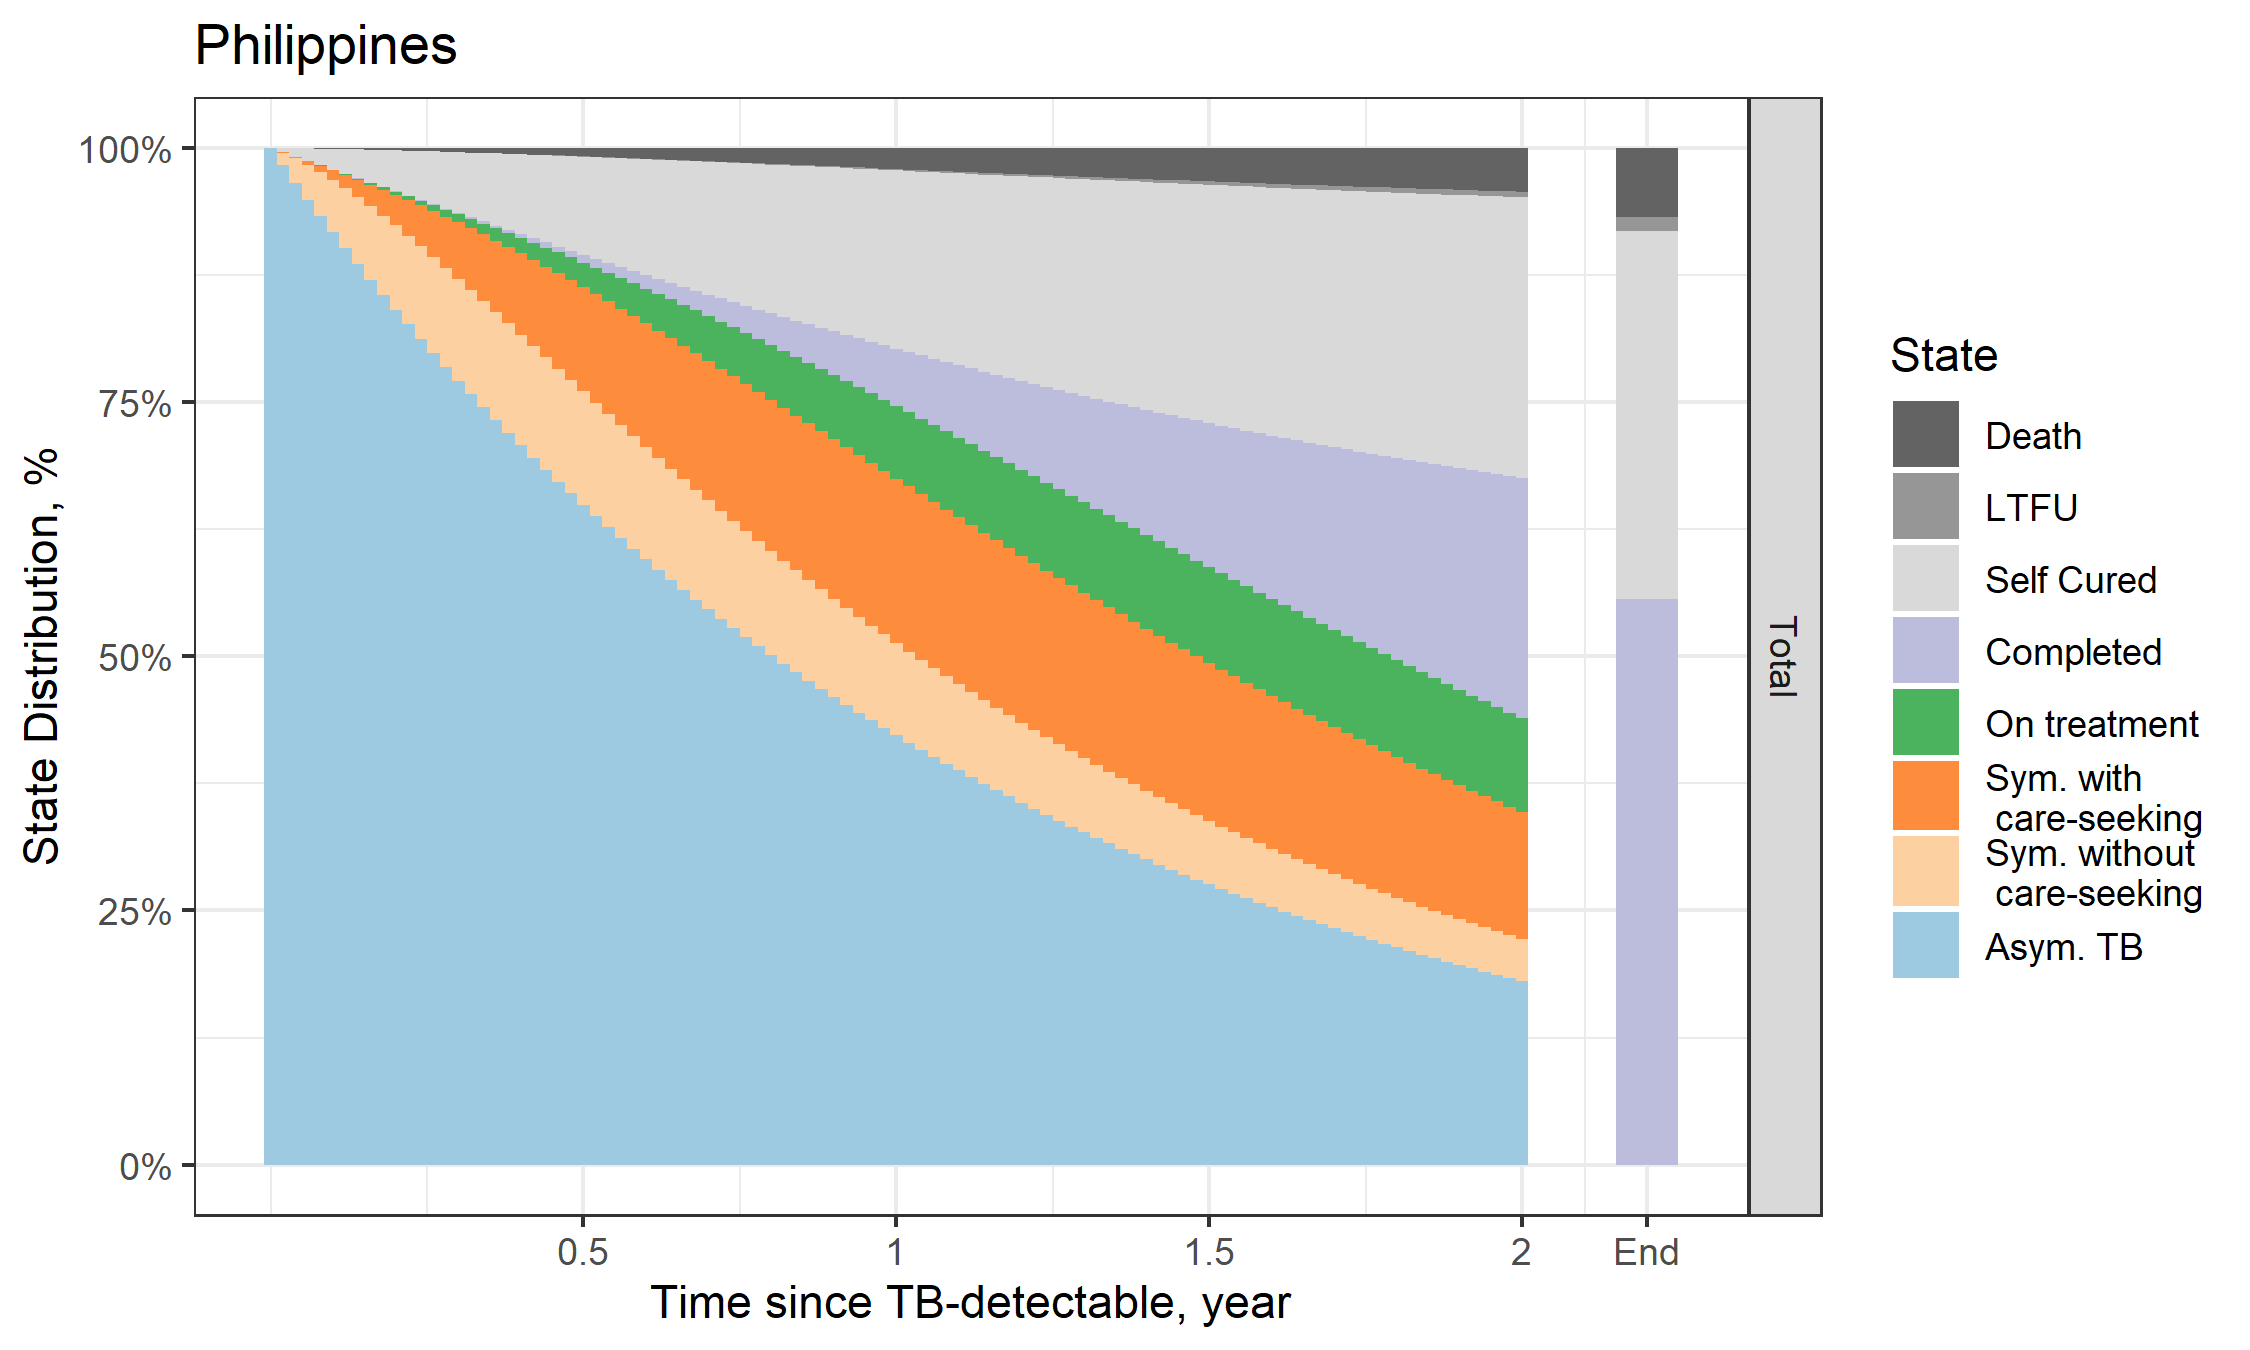 Philippines
100%
75%
50%
25%
0%
State Distribution, %
0.5
1
1.5
2
End
Time since TB-detectable, year
Total
State
Death
LTFU
Self Cured
Completed
On treatment
Sym. with
care-seeking
Sym. without
care-seeking
Asym. TB